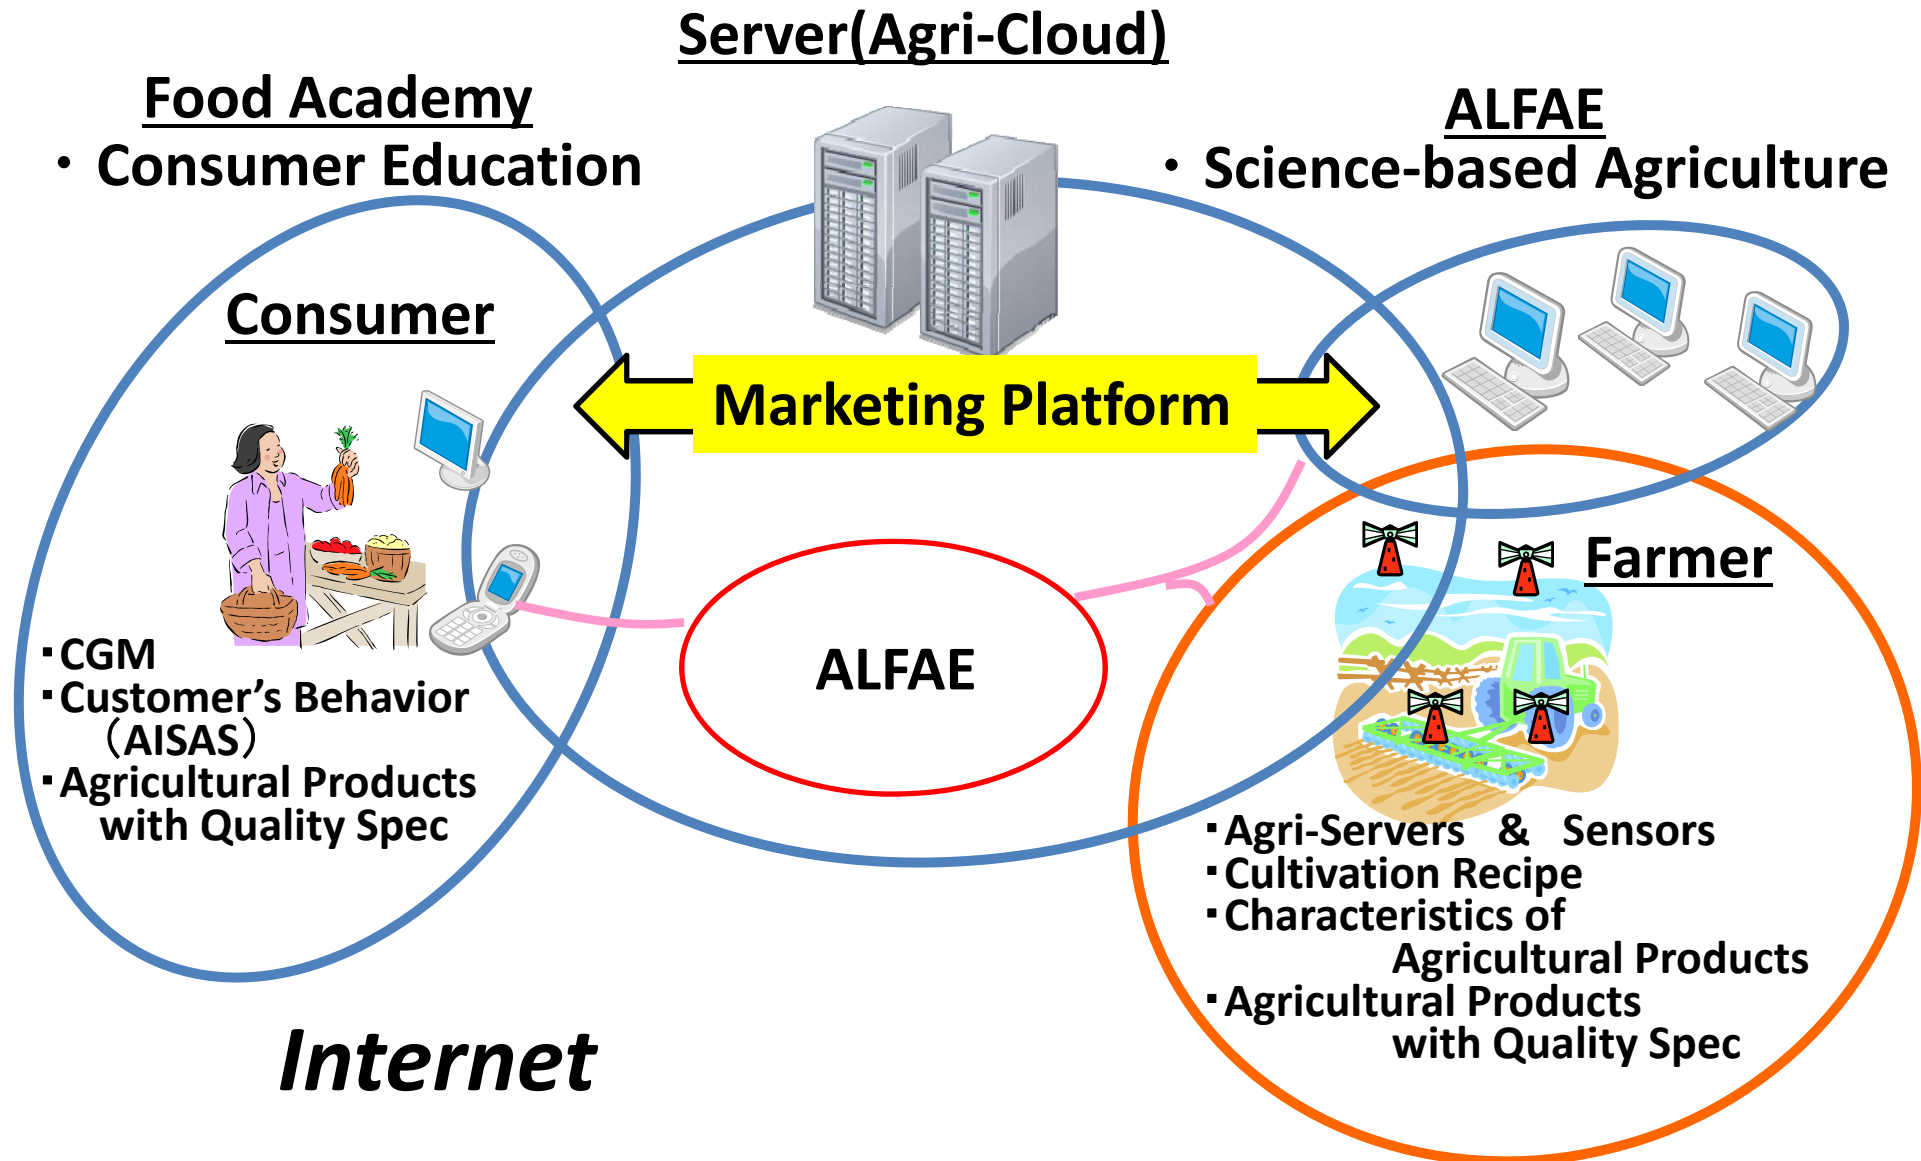 Server(Agri-Cloud)
Food Academy
・ Consumer Education
ALFAE
・ Science-based Agriculture
Consumer
Marketing Platform
Farmer
ALFAE
・CGM
・Customer’s Behavior
（AISAS）
・Agricultural Products
with Quality Spec
・Agri-Servers & Sensors
・Cultivation Recipe
・Characteristics of
Agricultural Products
・Agricultural Products
with Quality Spec
Internet